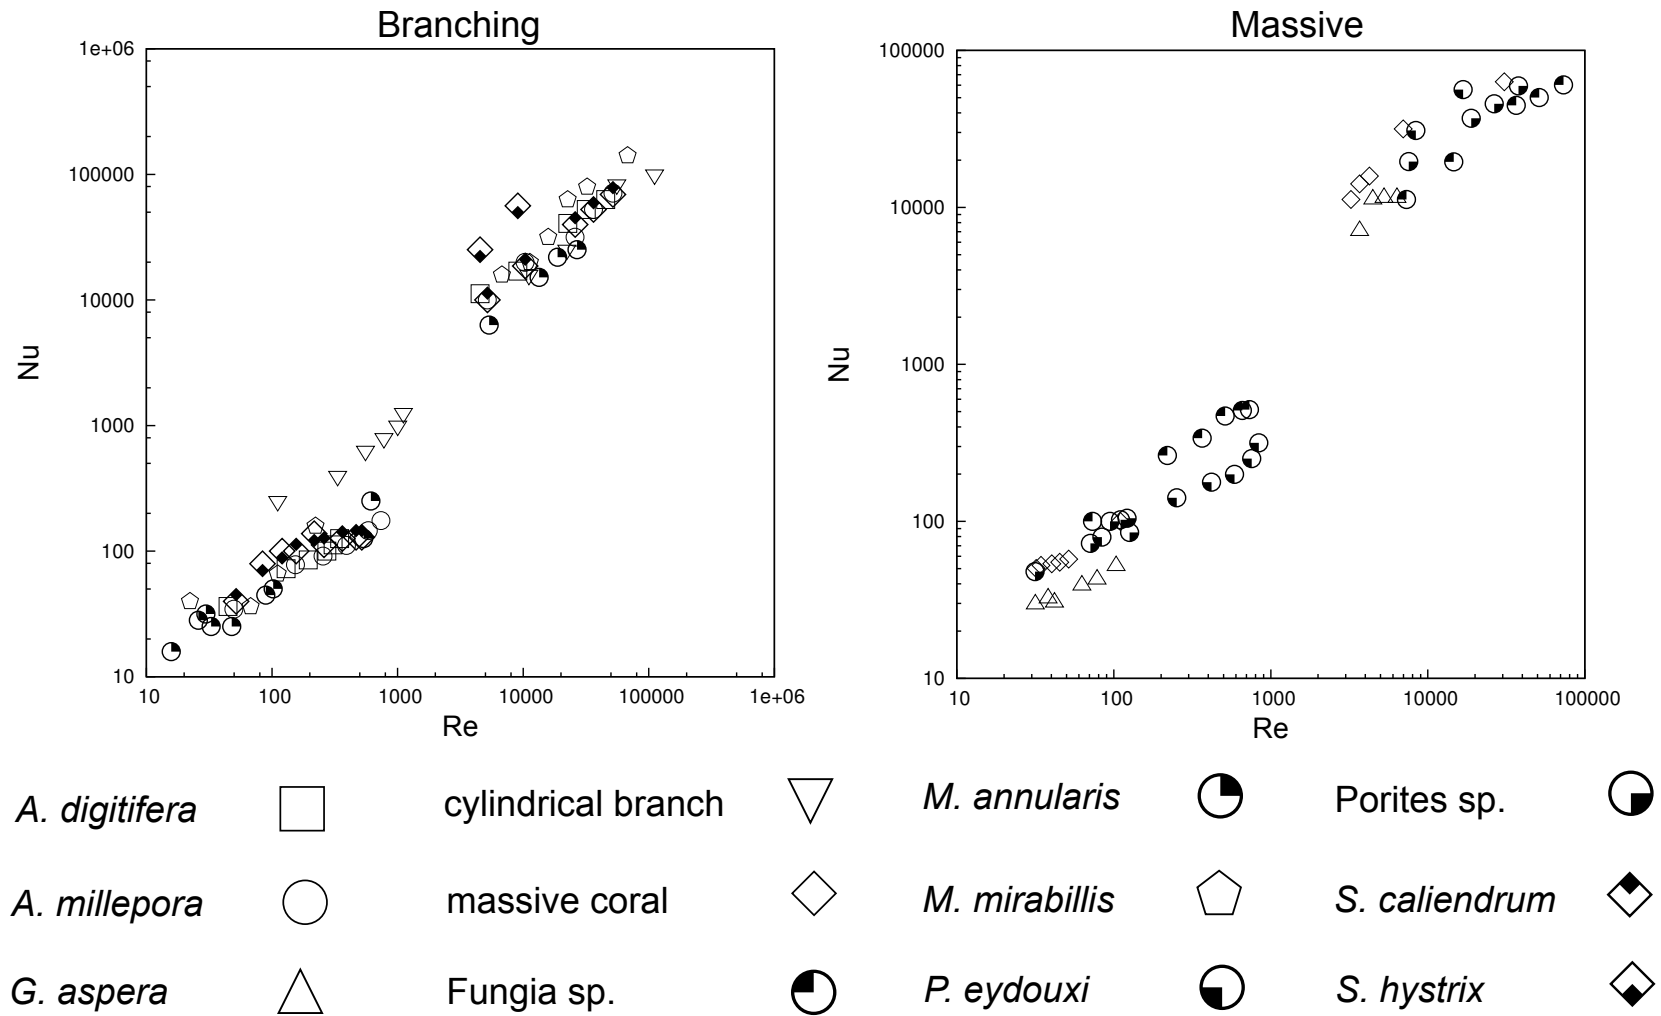 Branching
Massive
1e+06
100000
10000
1000
100
10
Nu
10 100 1000 10000 100000 1e+06
Re
100000
10000
1000
100
10
Nu
10 100 1000 10000 100000
Re
A. digitifera cylindrical branch M. annularis Porites sp.
A. millepora massive coral M. mirabillis S. caliendrum
G. aspera Fungia sp. P. eydouxi S. hystrix